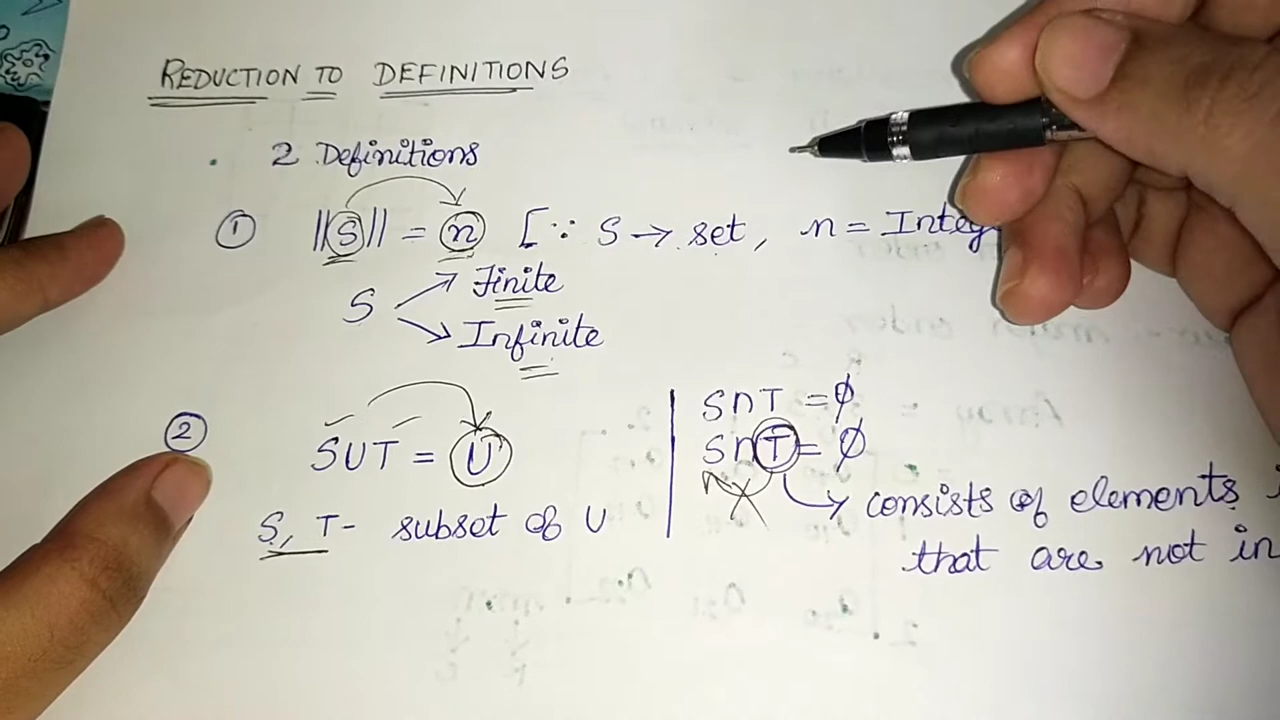 REDUCTION TO DEFINITIONS
. 2 Definitions
① ||S|| = n [∵ S → set, n = Integ
S Finite
Infinite
② SUT = U
S, T - subset of U
S∩T = ∅
S∩T = ∅
consists of elements
that are not in